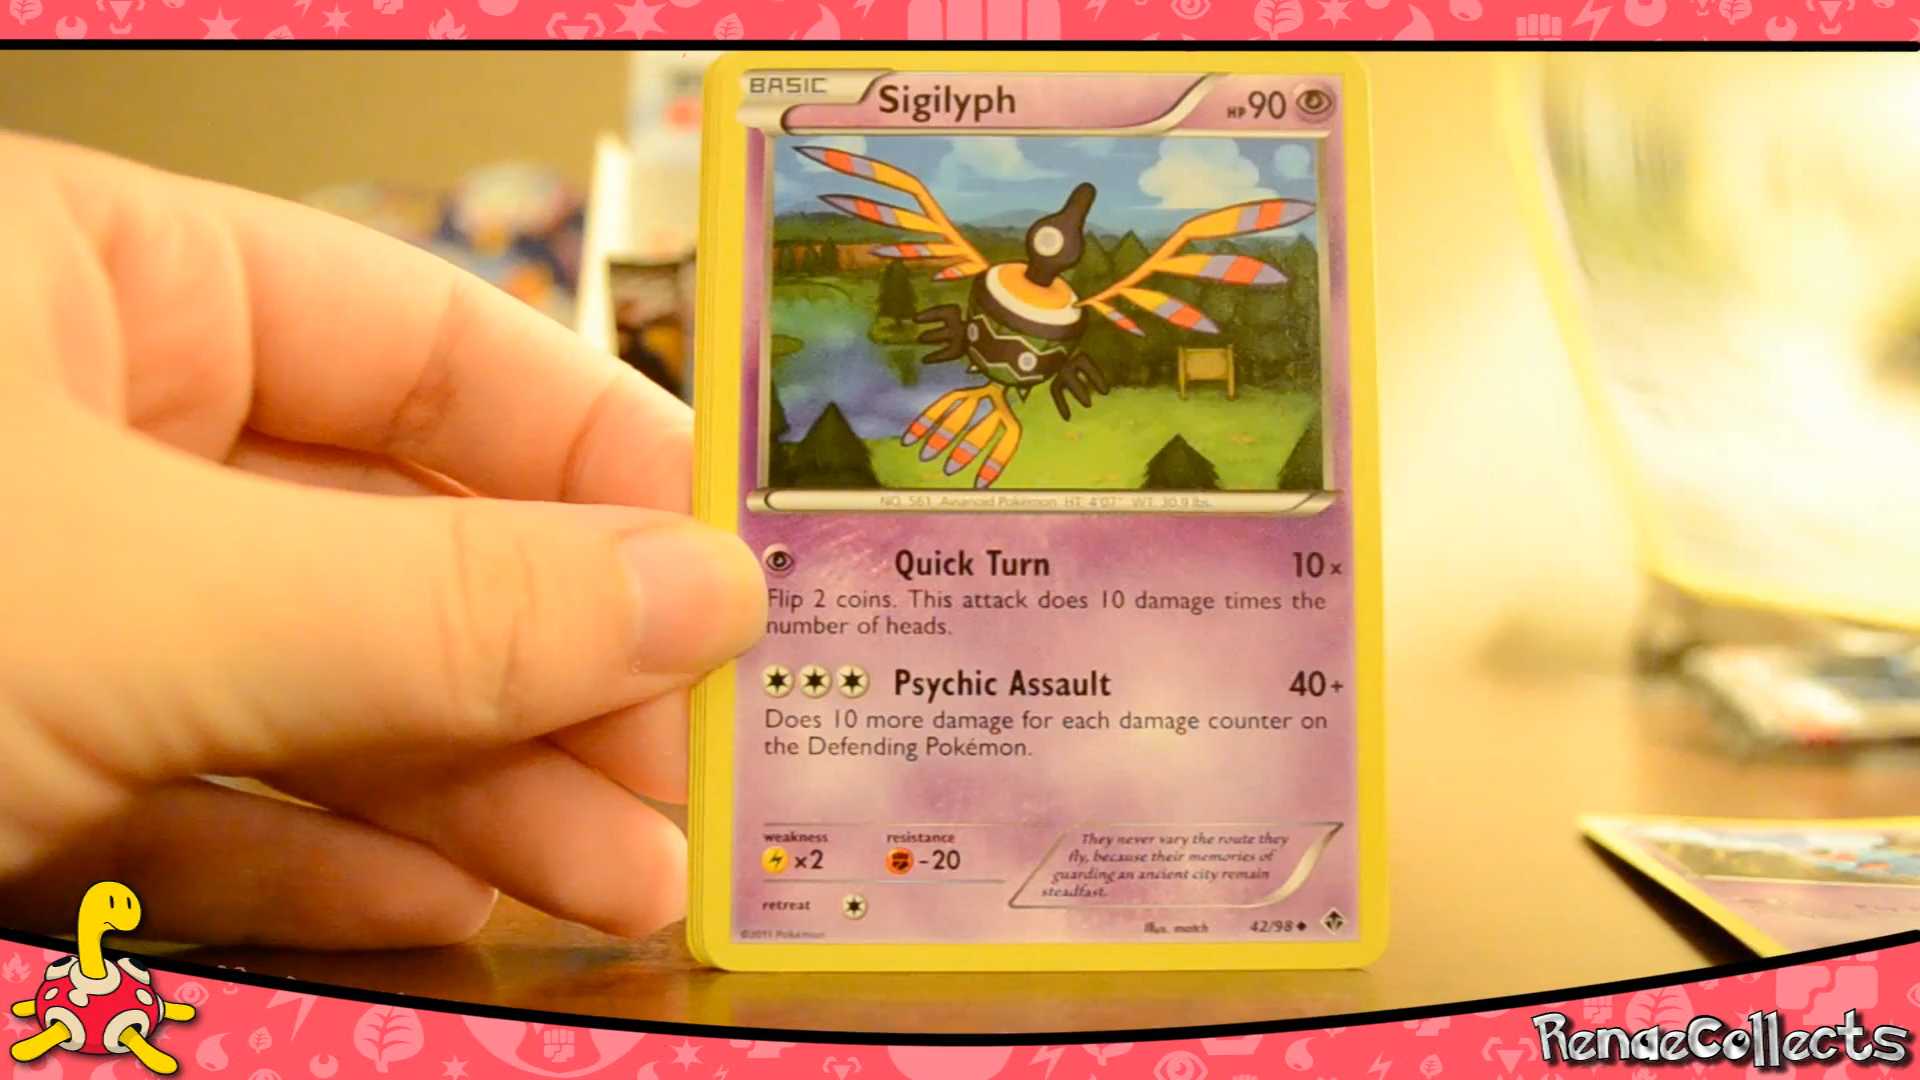 BASIC
Sigilyph
HP 90
NO. 561 Avianoid Pokémon HT. 4'07" WT. 30.9 lbs.
Quick Turn 10×
Flip 2 coins. This attack does 10 damage times the
number of heads.
Psychic Assault 40+
Does 10 more damage for each damage counter on
the Defending Pokémon.
weakness resistance
×2 -20
They never vary the route they
fly, because their memories of
guarding an ancient city remain
steadfast.
retreat
©2011 Pokémon Illus. match 42/98
RenaeCollects